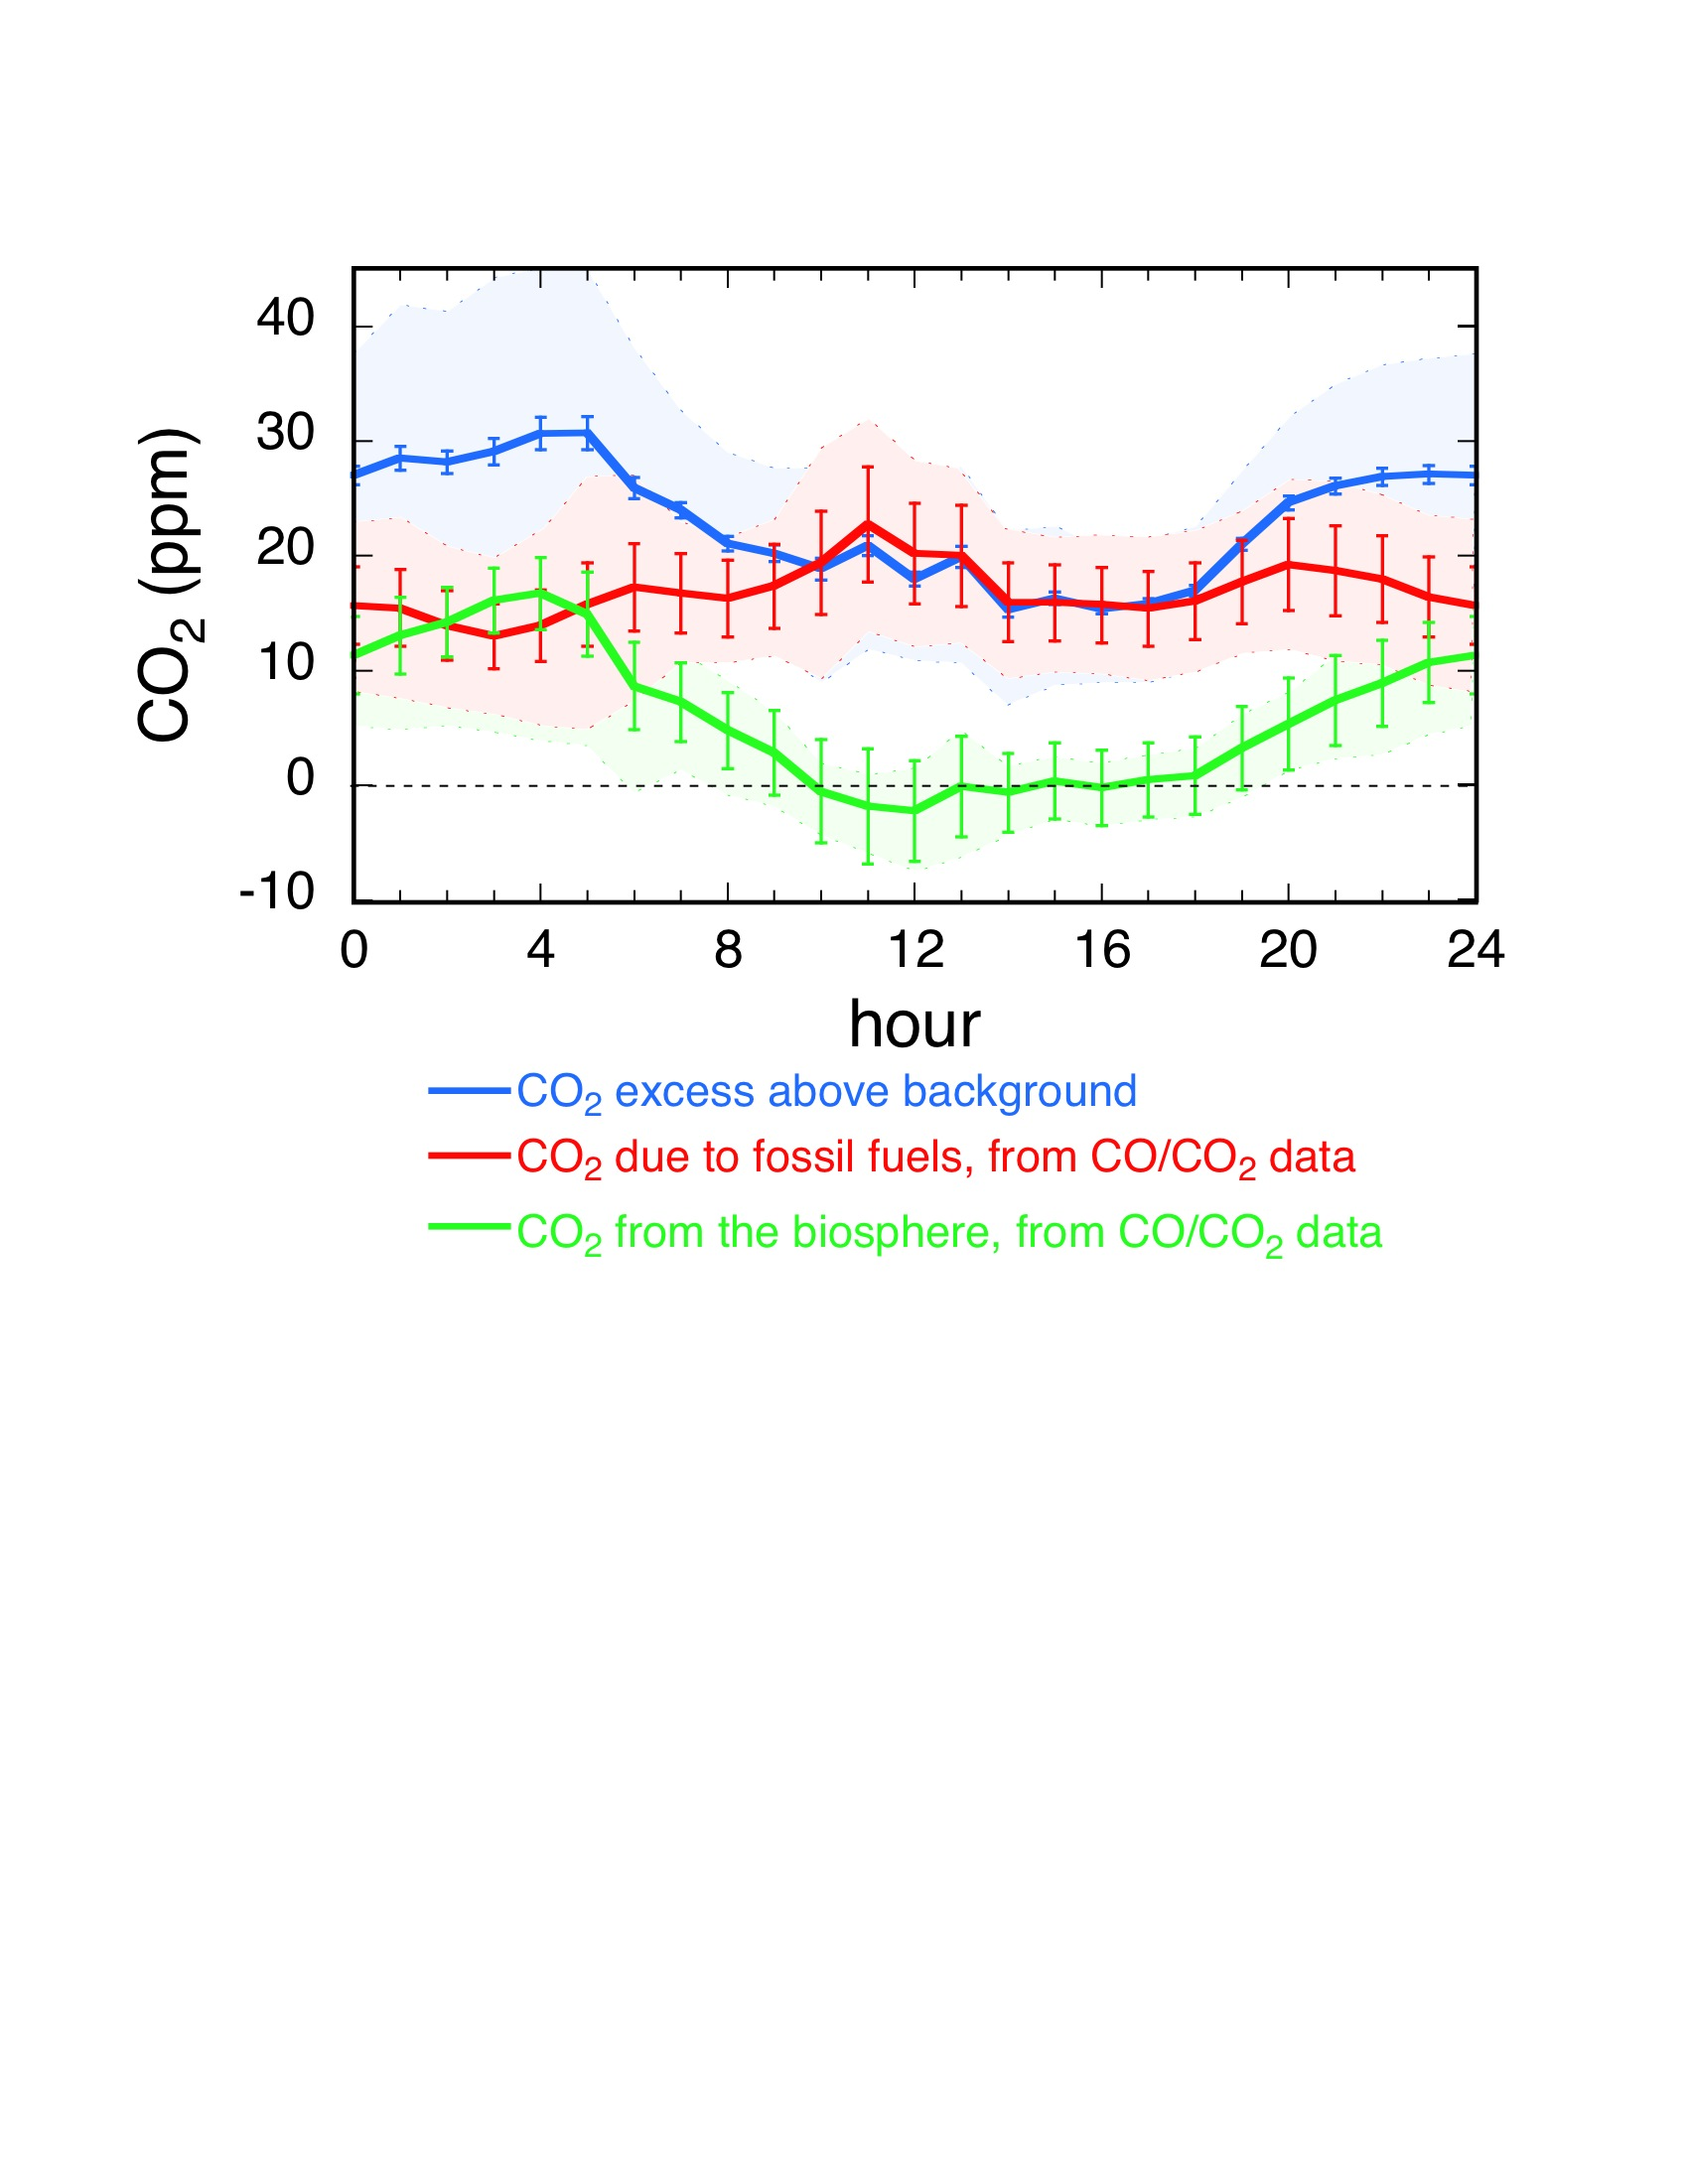 40
30
20
10
0
-10
CO2 (ppm)
0 4 8 12 16 20 24
hour
CO2 excess above background
CO2 due to fossil fuels, from CO/CO2 data
CO2 from the biosphere, from CO/CO2 data